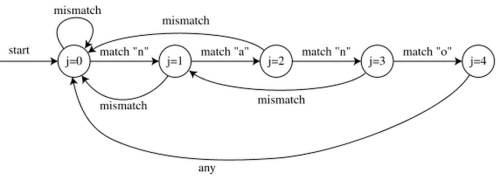 mismatch
mismatch
start
match "n"
match "a"
match "n"
match "o"
j=0
j=1
j=2
j=3
j=4
mismatch
mismatch
any